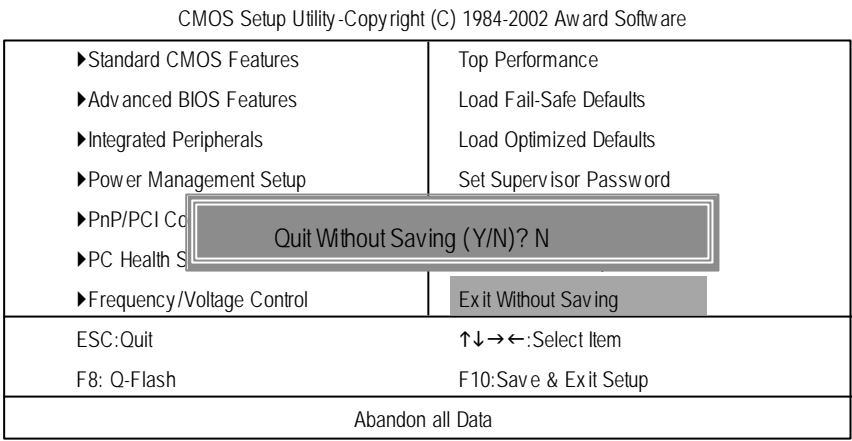 CMOS Setup Utility-Copyright (C) 1984-2002 Award Software
▶Standard CMOS Features
Top Performance
▶Advanced BIOS Features
Load Fail-Safe Defaults
▶Integrated Peripherals
Load Optimized Defaults
▶Power Management Setup
Set Supervisor Password
▶PnP/PCI Co
Quit Without Saving (Y/N)? N
▶PC Health S
▶Frequency/Voltage Control
Exit Without Saving
ESC:Quit
↑↓→←:Select Item
F8: Q-Flash
F10:Save & Exit Setup
Abandon all Data